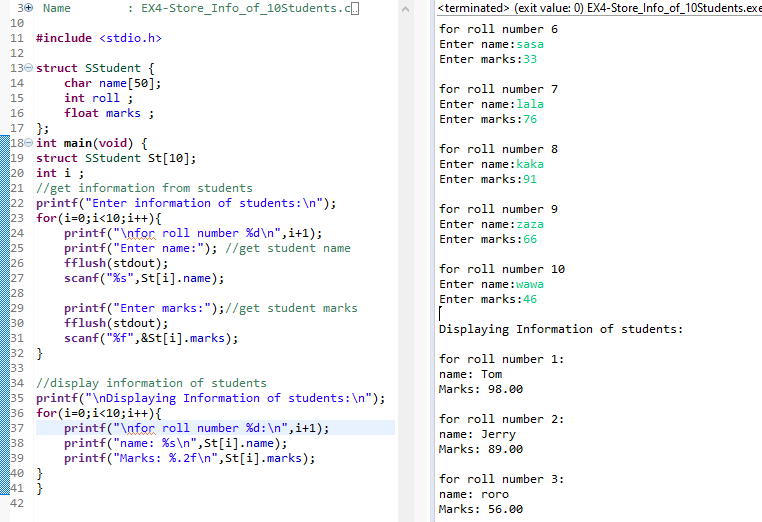 3 Name : EX4-Store_Info_of_10Students.c
10
11 #include <stdio.h>
12
13 struct SStudent {
14 char name[50];
15 int roll ;
16 float marks ;
17 };
18 int main(void) {
19 struct SStudent St[10];
20 int i ;
21 //get information from students
22 printf("Enter information of students:\n");
23 for(i=0;i<10;i++){
24 printf("\nfor roll number %d\n",i+1);
25 printf("Enter name:"); //get student name
26 fflush(stdout);
27 scanf("%s",St[i].name);
28
29 printf("Enter marks:");//get student marks
30 fflush(stdout);
31 scanf("%f",&St[i].marks);
32 }
33
34 //display information of students
35 printf("\nDisplaying Information of students:\n");
36 for(i=0;i<10;i++){
37 printf("\nfor roll number %d:\n",i+1);
38 printf("name: %s\n",St[i].name);
39 printf("Marks: %.2f\n",St[i].marks);
40 }
41 }
42
<terminated> (exit value: 0) EX4-Store_Info_of_10Students.exe
for roll number 6
Enter name:sasa
Enter marks:33
for roll number 7
Enter name:lala
Enter marks:76
for roll number 8
Enter name:kaka
Enter marks:91
for roll number 9
Enter name:zaza
Enter marks:66
for roll number 10
Enter name:wawa
Enter marks:46
Displaying Information of students:
for roll number 1:
name: Tom
Marks: 98.00
for roll number 2:
name: Jerry
Marks: 89.00
for roll number 3:
name: roro
Marks: 56.00